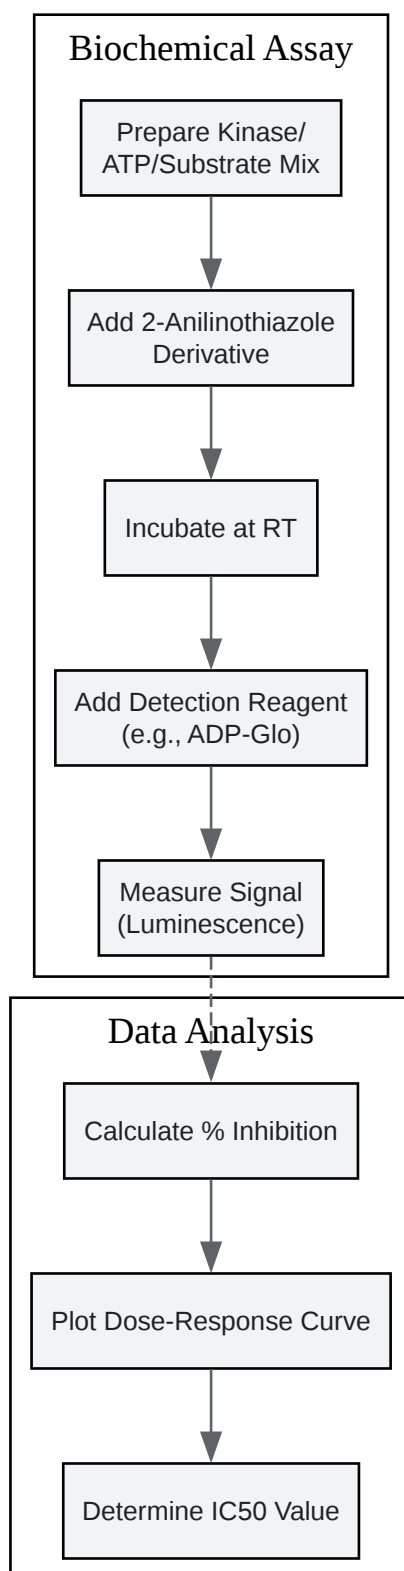 Biochemical Assay
Prepare Kinase/
ATP/Substrate Mix
Add 2-Anilinothiazole
Derivative
Incubate at RT
Add Detection Reagent
(e.g., ADP-Glo)
Measure Signal
(Luminescence)
Data Analysis
Calculate % Inhibition
Plot Dose-Response Curve
Determine IC50 Value